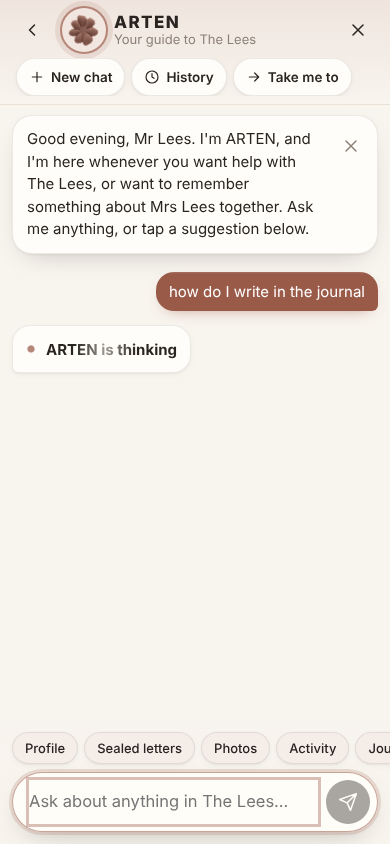 ARTEN
Your guide to The Lees
New chat
History
Take me to
Good evening, Mr Lees. I'm ARTEN, and
I'm here whenever you want help with
The Lees, or want to remember
something about Mrs Lees together. Ask
me anything, or tap a suggestion below.
how do I write in the journal
ARTEN is thinking
Profile
Sealed letters
Photos
Activity
Jou
Ask about anything in The Lees...